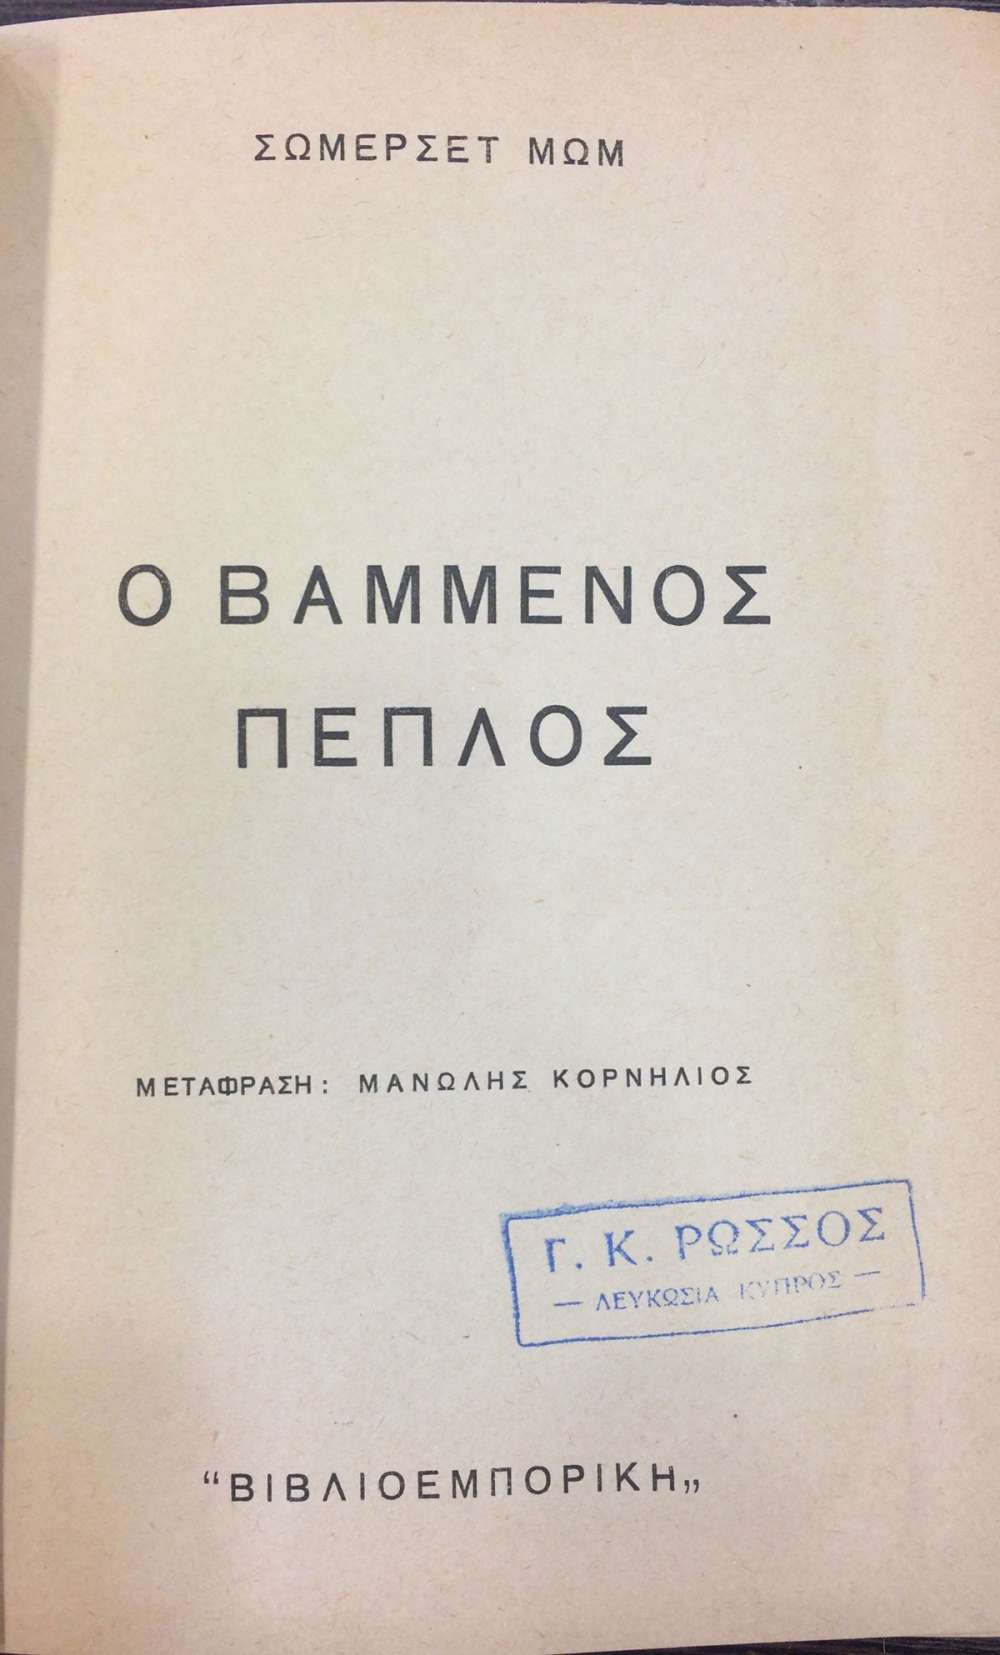 ΣΩΜΕΡΣΕΤ ΜΩΜ
Ο ΒΑΜΜΕΝΟΣ
ΠΕΠΛΟΣ
ΜΕΤΑΦΡΑΣΗ: ΜΑΝΩΛΗΣ ΚΟΡΝΗΛΙΟΣ
Γ. Κ. ΡΩΣΣΟΣ
— ΛΕΥΚΩΣΙΑ ΚΥΠΡΟΣ —
“ΒΙΒΛΙΟΕΜΠΟΡΙΚΗ„